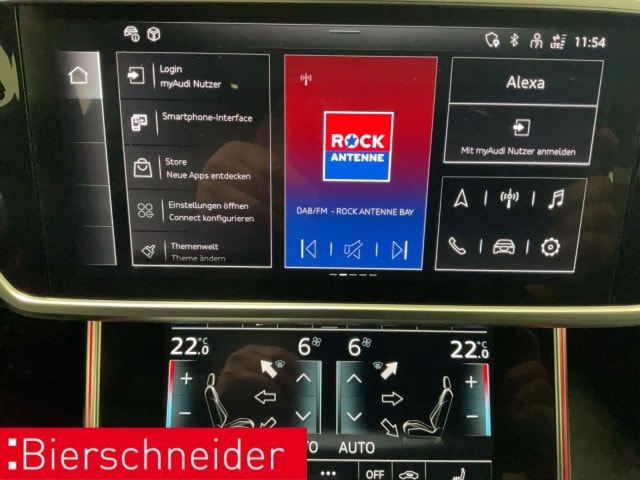 LTE 11:54
Login
myAudi Nutzer
Smartphone-Interface
Store
Neue Apps entdecken
Einstellungen öffnen
Connect konfigurieren
Themenwelt
Theme ändern
ROCK
ANTENNE
DAB/FM - ROCK ANTENNE BAY
Alexa
Mit myAudi Nutzer anmelden
22.0 °C 6 6 22.0 °C
AUTO
OFF
Bierschneider